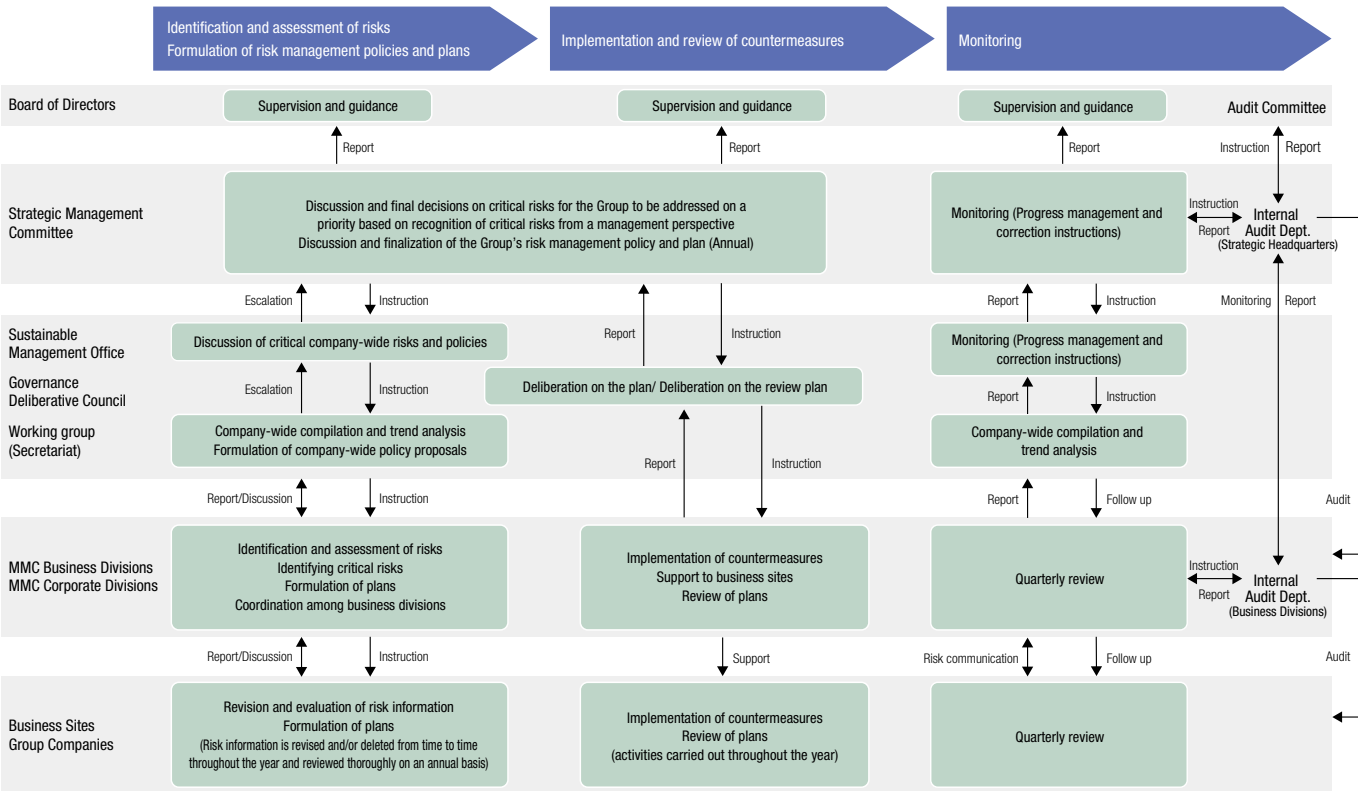 Identification and assessment of risks
Formulation of risk management policies and plans
Implementation and review of countermeasures
Monitoring
Board of Directors
Supervision and guidance
Supervision and guidance
Supervision and guidance
Audit Committee
Report
Report
Report
Instruction
Report
Strategic Management
Committee
Discussion and final decisions on critical risks for the Group to be addressed on a
priority based on recognition of critical risks from a management perspective
Discussion and finalization of the Group's risk management policy and plan (Annual)
Monitoring (Progress management and
correction instructions)
Instruction
Report
Internal
Audit Dept.
(Strategic Headquarters)
Escalation
Instruction
Report
Instruction
Report
Instruction
Monitoring
Report
Sustainable
Management Office
Discussion of critical company-wide risks and policies
Monitoring (Progress management and
correction instructions)
Governance
Deliberative Council
Escalation
Instruction
Deliberation on the plan/ Deliberation on the review plan
Report
Instruction
Working group
(Secretariat)
Company-wide compilation and trend analysis
Formulation of company-wide policy proposals
Report
Instruction
Company-wide compilation and
trend analysis
Report/Discussion
Instruction
Report
Follow up
Audit
MMC Business Divisions
MMC Corporate Divisions
Identification and assessment of risks
Identifying critical risks
Formulation of plans
Coordination among business divisions
Implementation of countermeasures
Support to business sites
Review of plans
Quarterly review
Instruction
Report
Internal
Audit Dept.
(Business Divisions)
Report/Discussion
Instruction
Support
Risk communication
Follow up
Audit
Business Sites
Group Companies
Revision and evaluation of risk information
Formulation of plans
(Risk information is revised and/or deleted from time to time
throughout the year and reviewed thoroughly on an annual basis)
Implementation of countermeasures
Review of plans
(activities carried out throughout the year)
Quarterly review